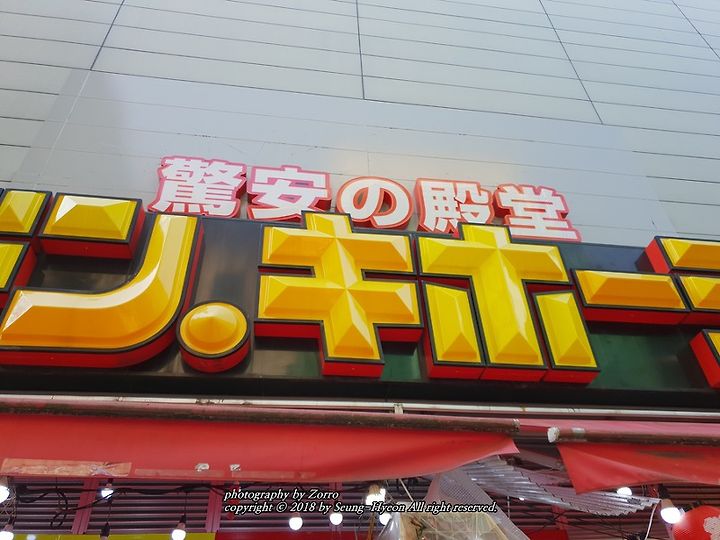 驚安の殿堂
ン.キホー
photography by Zorro
copyright © 2018 by Seung-Hyeon All right reserved.